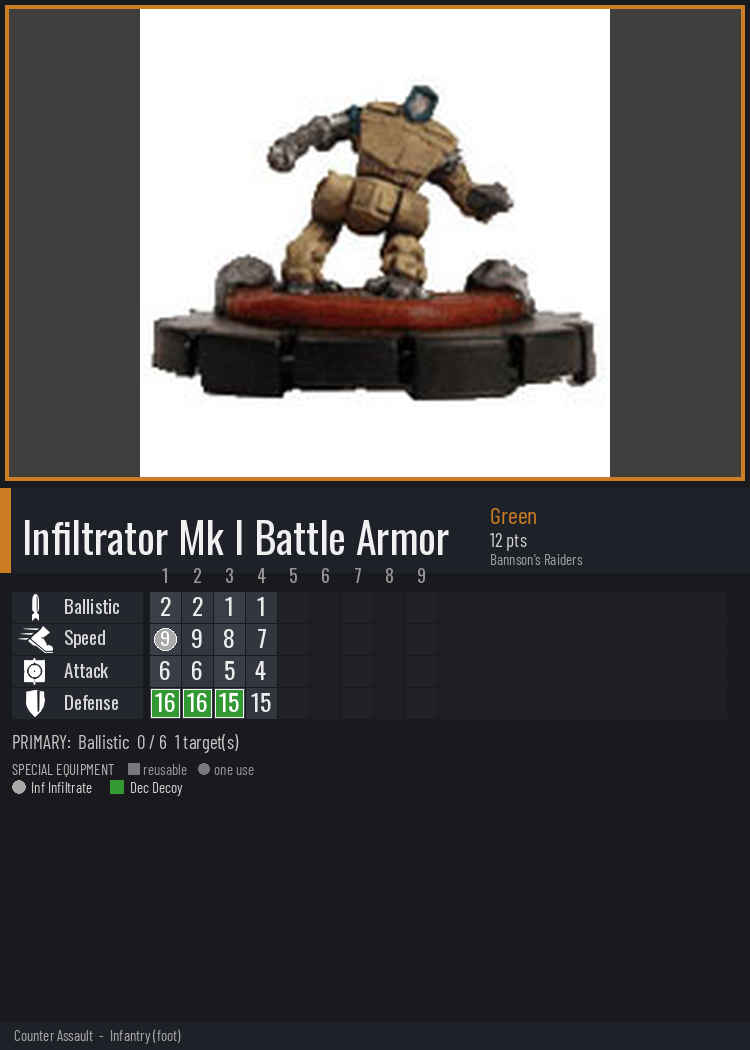 Infiltrator Mk I Battle Armor
Green
12 pts
Bannson's Raiders
1 2 3 4 5 6 7 8 9
Ballistic 2 2 1 1
Speed 9 9 8 7
Attack 6 6 5 4
Defense 16 16 15 15
PRIMARY: Ballistic 0 / 6 1 target(s)
SPECIAL EQUIPMENT reusable one use
Inf Infiltrate Dec Decoy
Counter Assault - Infantry (foot)